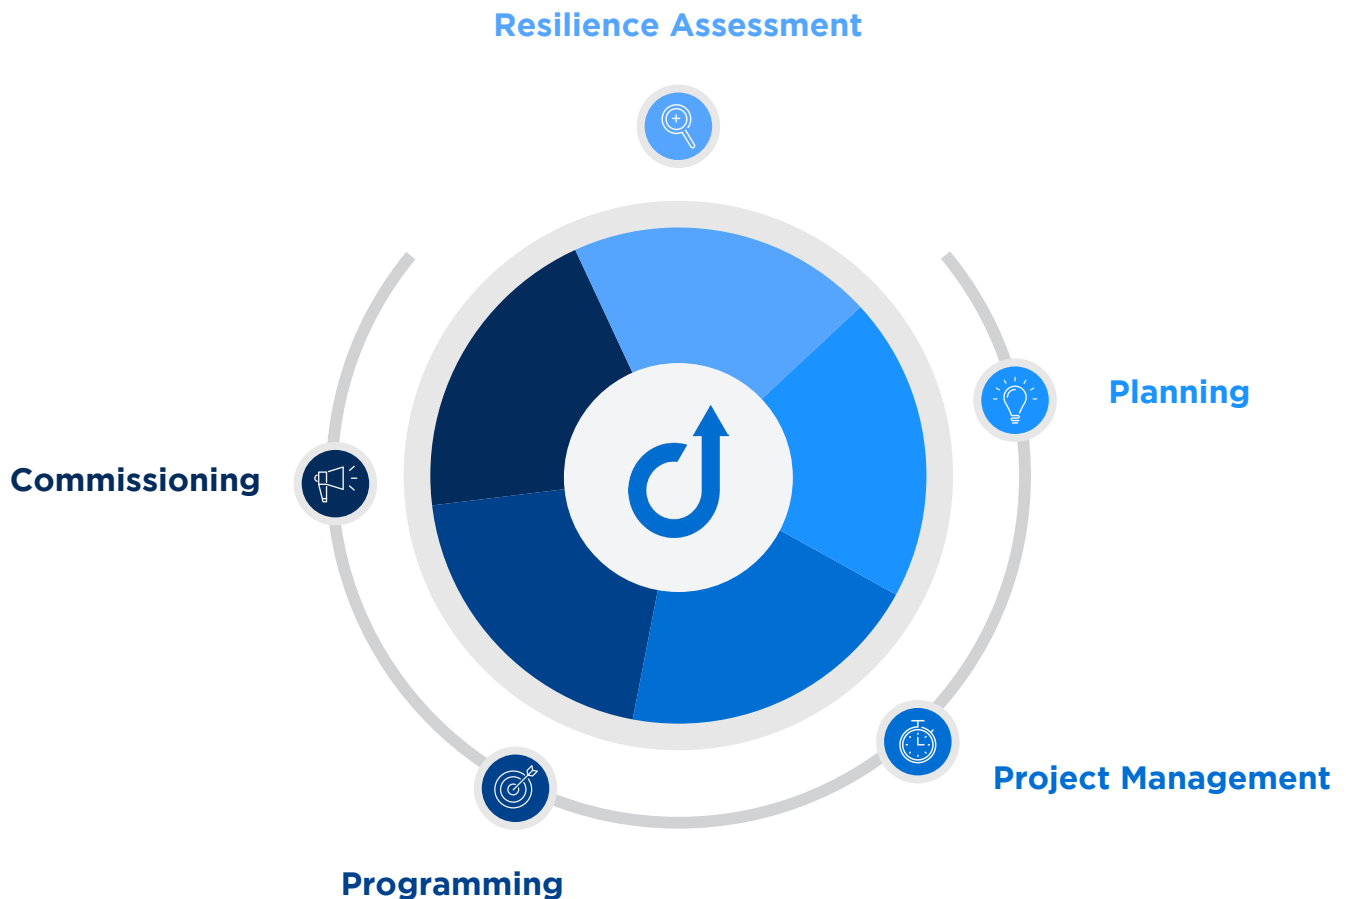 Resilience Assessment
Planning
Project Management
Programming
Commissioning